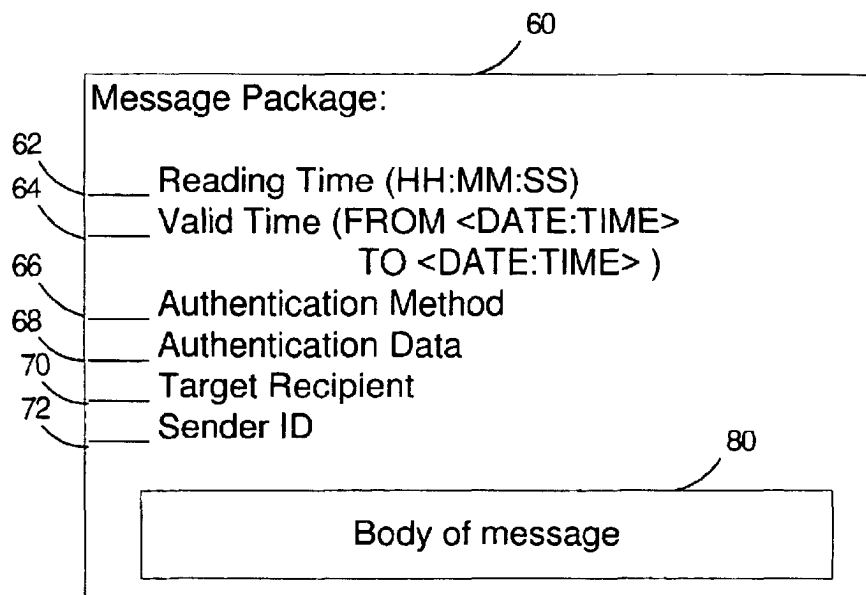 60
Message Package:
62 Reading Time (HH:MM:SS)
64 Valid Time (FROM <DATE:TIME>
TO <DATE:TIME> )
66 Authentication Method
68 Authentication Data
70 Target Recipient
72 Sender ID
80
Body of message